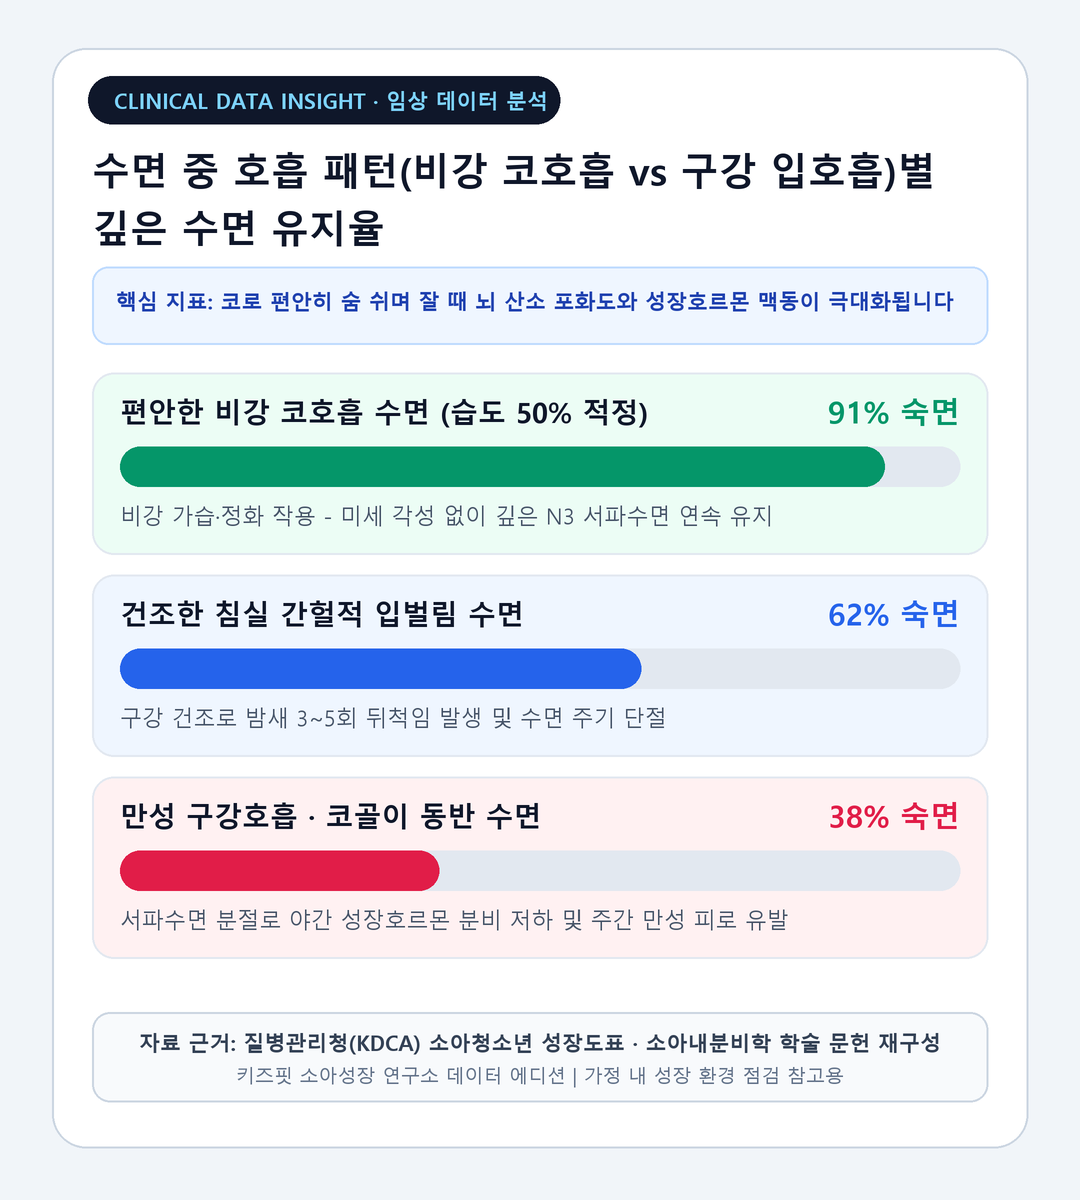 CLINICAL DATA INSIGHT · 임상 데이터 분석
수면 중 호흡 패턴(비강 코호흡 vs 구강 입호흡)별
깊은 수면 유지율
핵심 지표: 코로 편안히 숨 쉬며 잘 때 뇌 산소 포화도와 성장호르몬 맥동이 극대화됩니다
편안한 비강 코호흡 수면 (습도 50% 적정) 91% 숙면
비강 가습·정화 작용 - 미세 각성 없이 깊은 N3 서파수면 연속 유지
건조한 침실 간헐적 입벌림 수면 62% 숙면
구강 건조로 밤새 3~5회 뒤척임 발생 및 수면 주기 단절
만성 구강호흡 · 코골이 동반 수면 38% 숙면
서파수면 분절로 야간 성장호르몬 분비 저하 및 주간 만성 피로 유발
자료 근거: 질병관리청(KDCA) 소아청소년 성장도표 · 소아내분비학 학술 문헌 재구성
키즈핏 소아성장 연구소 데이터 에디션 | 가정 내 성장 환경 점검 참고용